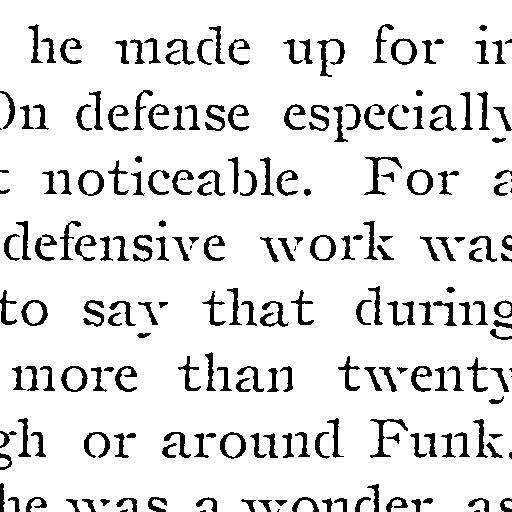 he made up for in
On defense especially
t noticeable. For a
defensive work was
to say that during
more than twenty
gh or around Funk.
he was a wonder as